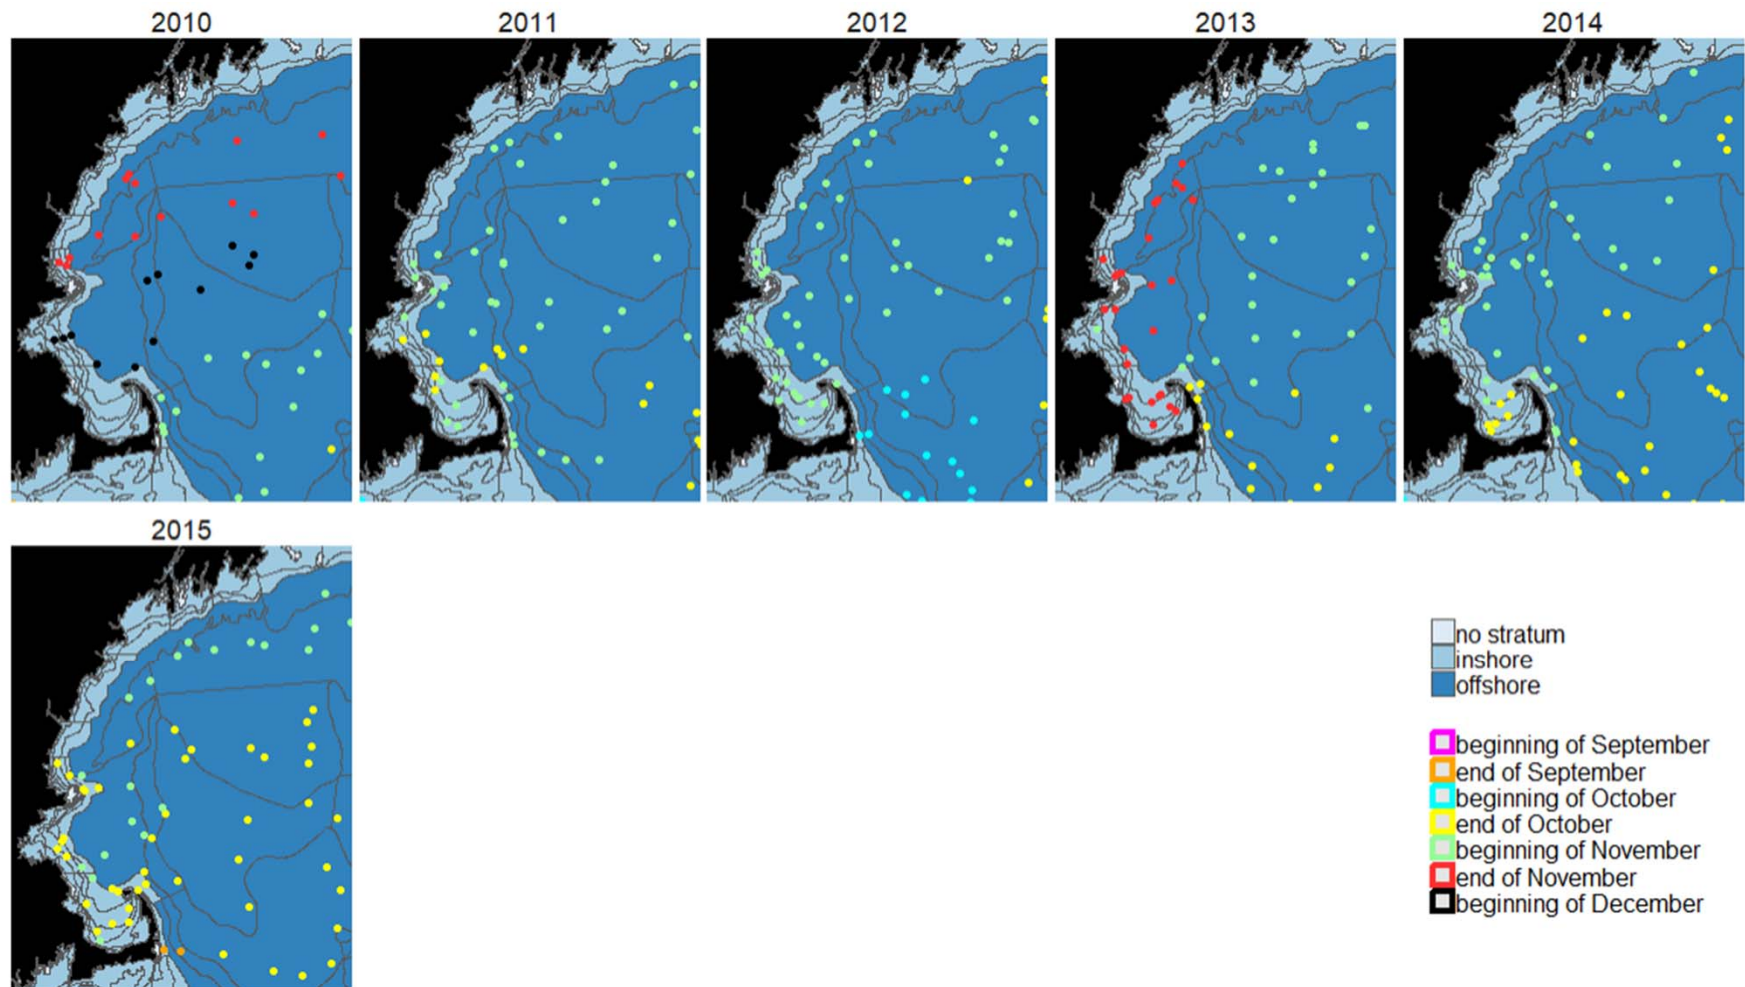 2010
2011
2012
2013
2014
2015
no stratum
inshore
offshore
beginning of September
end of September
beginning of October
end of October
beginning of November
end of November
beginning of December